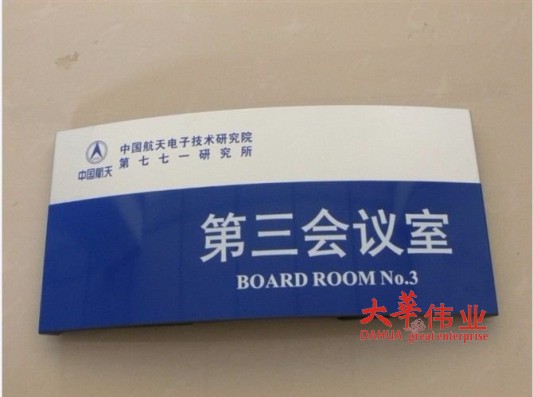 中国航天
中国航天电子技术研究院
第七七一研究所
第三会议室
BOARD ROOM No.3
大華伟业
DAHUA great enterprise